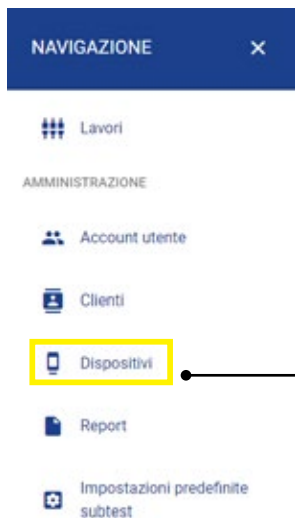 NAVIGAZIONE
Lavori
AMMINISTRAZIONE
Account utente
Clienti
Dispositivi
Report
Impostazioni predefinite
subtest